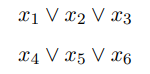 x₁ ∨ x₂ ∨ x₃
x₄ ∨ x₅ ∨ x₆